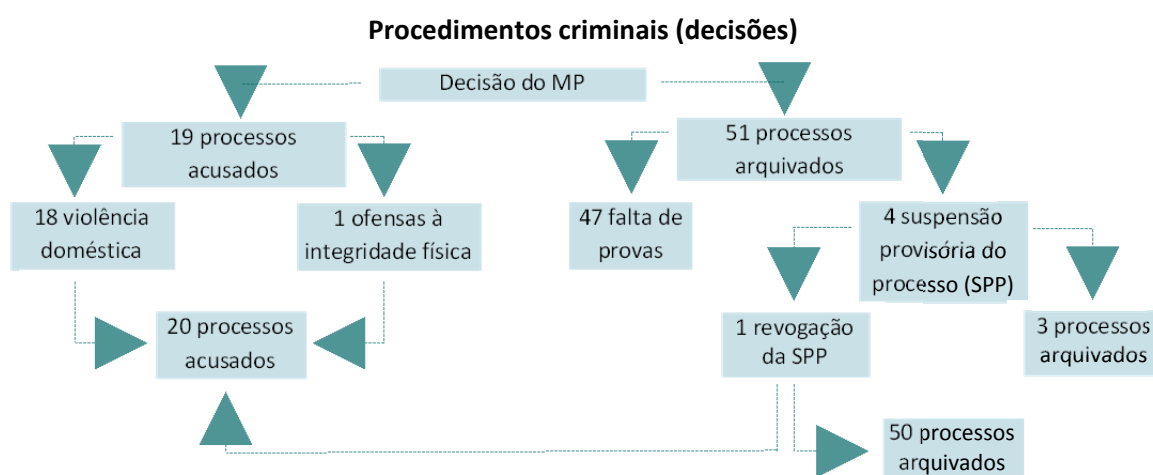 Procedimentos criminais (decisões)
Decisão do MP
19 processos
acusados
51 processos
arquivados
18 violência
doméstica
1 ofensas à
integridade física
47 falta de
provas
4 suspensão
provisória do
processo (SPP)
20 processos
acusados
1 revogação
da SPP
3 processos
arquivados
50 processos
arquivados